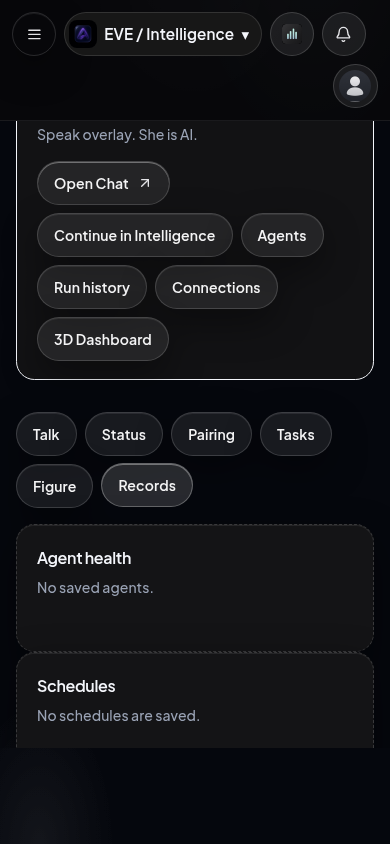 EVE / Intelligence ▾
Speak overlay. She is AI.
Open Chat ↗
Continue in Intelligence
Agents
Run history
Connections
3D Dashboard
Talk
Status
Pairing
Tasks
Figure
Records
Agent health
No saved agents.
Schedules
No schedules are saved.